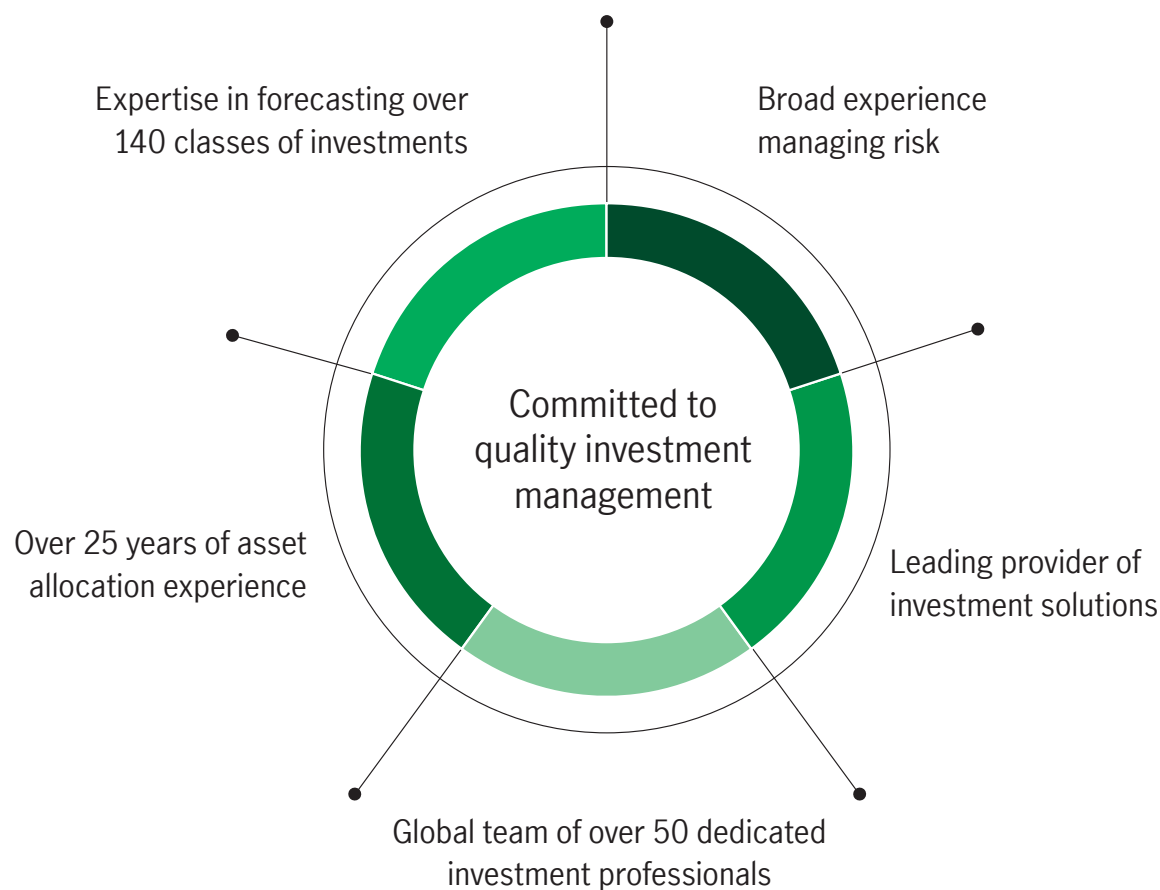 Expertise in forecasting over
140 classes of investments
Broad experience
managing risk
Committed to
quality investment
management
Over 25 years of asset
allocation experience
Leading provider of
investment solutions
Global team of over 50 dedicated
investment professionals